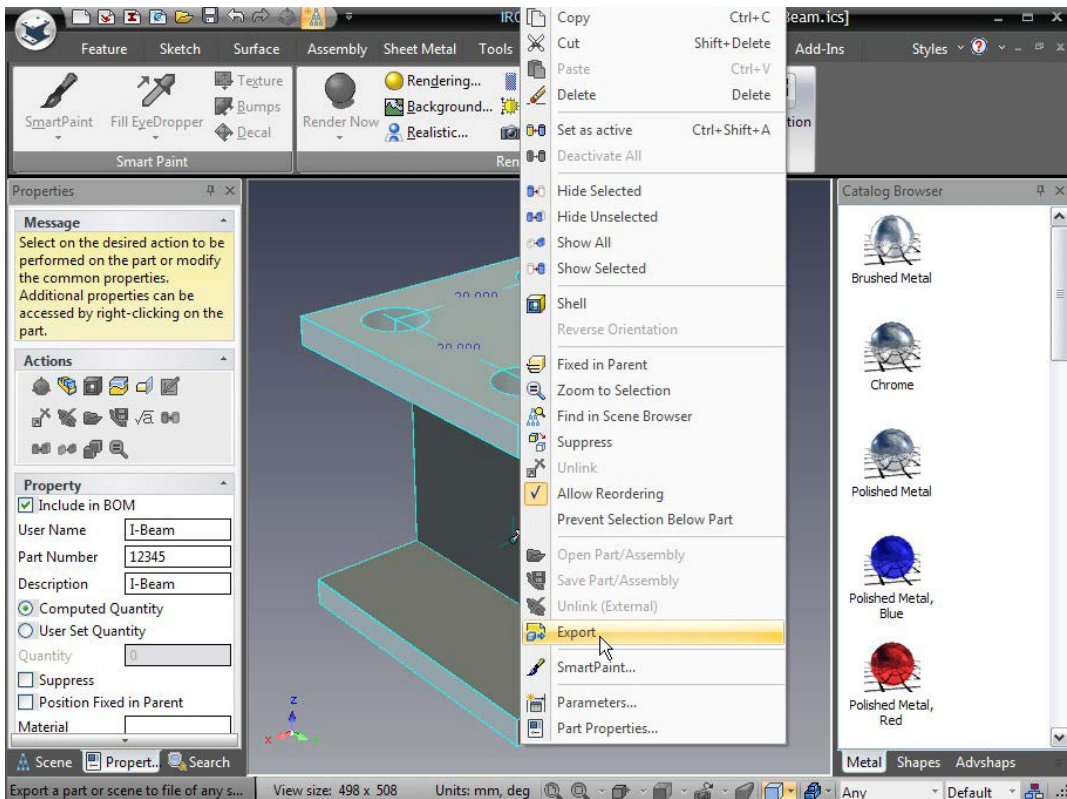 IRO
Beam.ics]
Feature
Sketch
Surface
Assembly
Sheet Metal
Tools
Add-Ins
Styles
SmartPaint
Fill EyeDropper
Texture
Bumps
Decal
Smart Paint
Render Now
Rendering...
Background...
Realistic...
Ren
tion
Properties
Message
Select on the desired action to be
performed on the part or modify
the common properties.
Additional properties can be
accessed by right-clicking on the
part.
Actions
Property
Include in BOM
User Name I-Beam
Part Number 12345
Description I-Beam
Computed Quantity
User Set Quantity
Quantity 0
Suppress
Position Fixed in Parent
Material
Scene Propert... Search
20.000
20.000
z
x
Copy Ctrl+C
Cut Shift+Delete
Paste Ctrl+V
Delete Delete
Set as active Ctrl+Shift+A
Deactivate All
Hide Selected
Hide Unselected
Show All
Show Selected
Shell
Reverse Orientation
Fixed in Parent
Zoom to Selection
Find in Scene Browser
Suppress
Unlink
Allow Reordering
Prevent Selection Below Part
Open Part/Assembly
Save Part/Assembly
Unlink (External)
Export
SmartPaint...
Parameters...
Part Properties...
Catalog Browser
Brushed Metal
Chrome
Polished Metal
Polished Metal,
Blue
Polished Metal,
Red
Metal Shapes Advshaps
Export a part or scene to file of any s...
View size: 498 x 508
Units: mm, deg
Any
Default